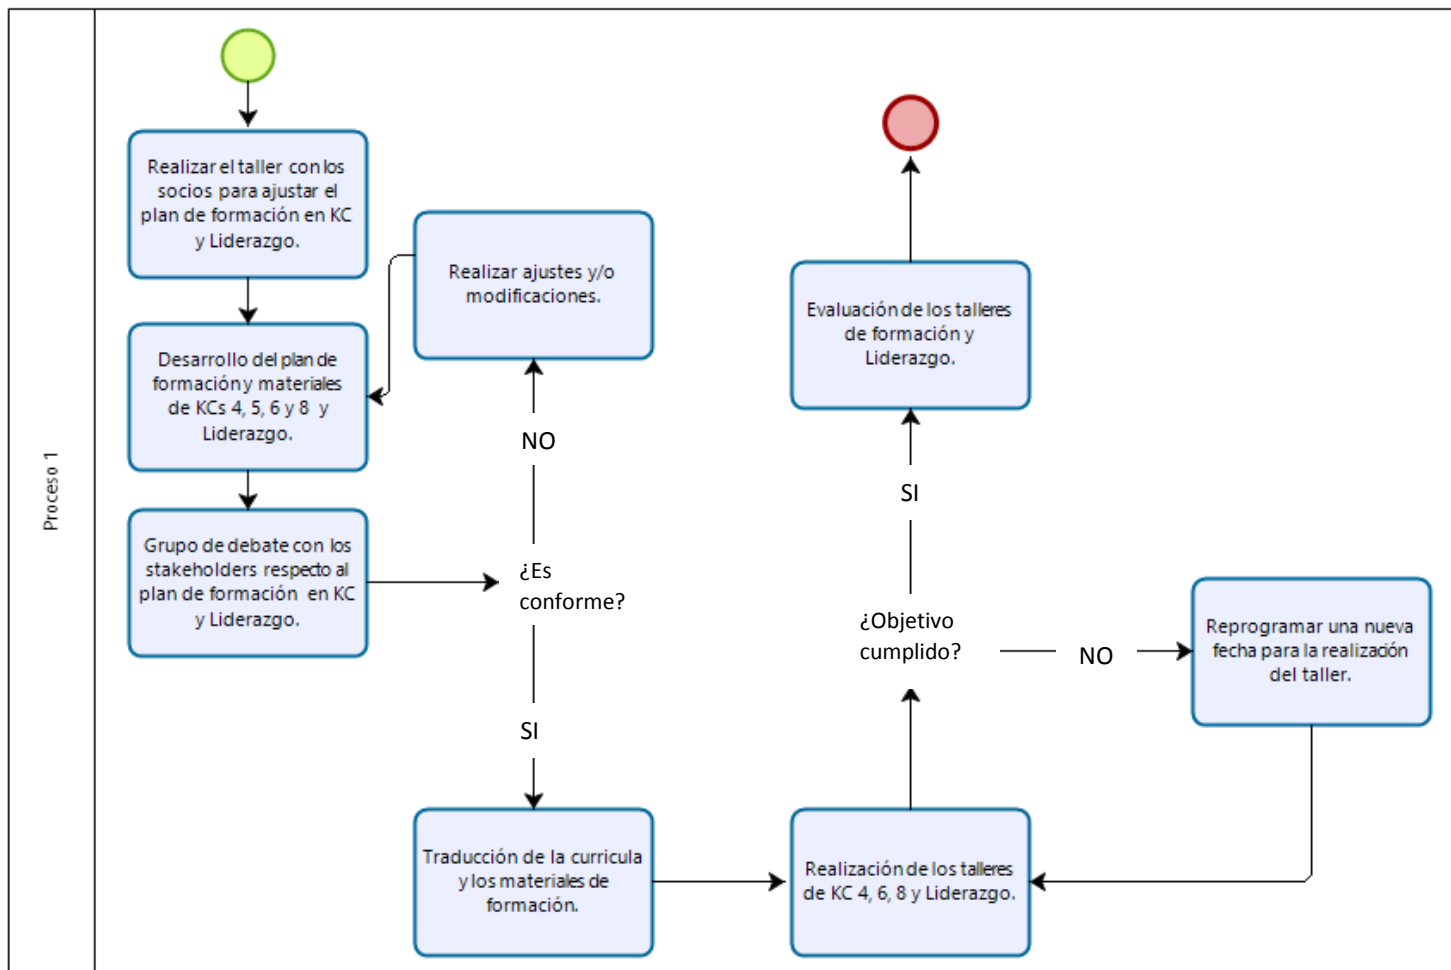 Proceso 1
Realizar el taller con los
socios para ajustar el
plan de formación en KC
y Liderazgo.
Desarrollo del plan de
formación y materiales
de KCs 4, 5, 6 y 8 y
Liderazgo.
Grupo de debate con los
stakeholders respecto al
plan de formación en KC
y Liderazgo.
¿Es
conforme?
NO
Realizar ajustes y/o
modificaciones.
SI
Traducción de la curricula
y los materiales de
formación.
Realización de los talleres
de KC 4, 6, 8 y Liderazgo.
¿Objetivo
cumplido?
NO
Reprogramar una nueva
fecha para la realización
del taller.
SI
Evaluación de los talleres
de formación y
Liderazgo.